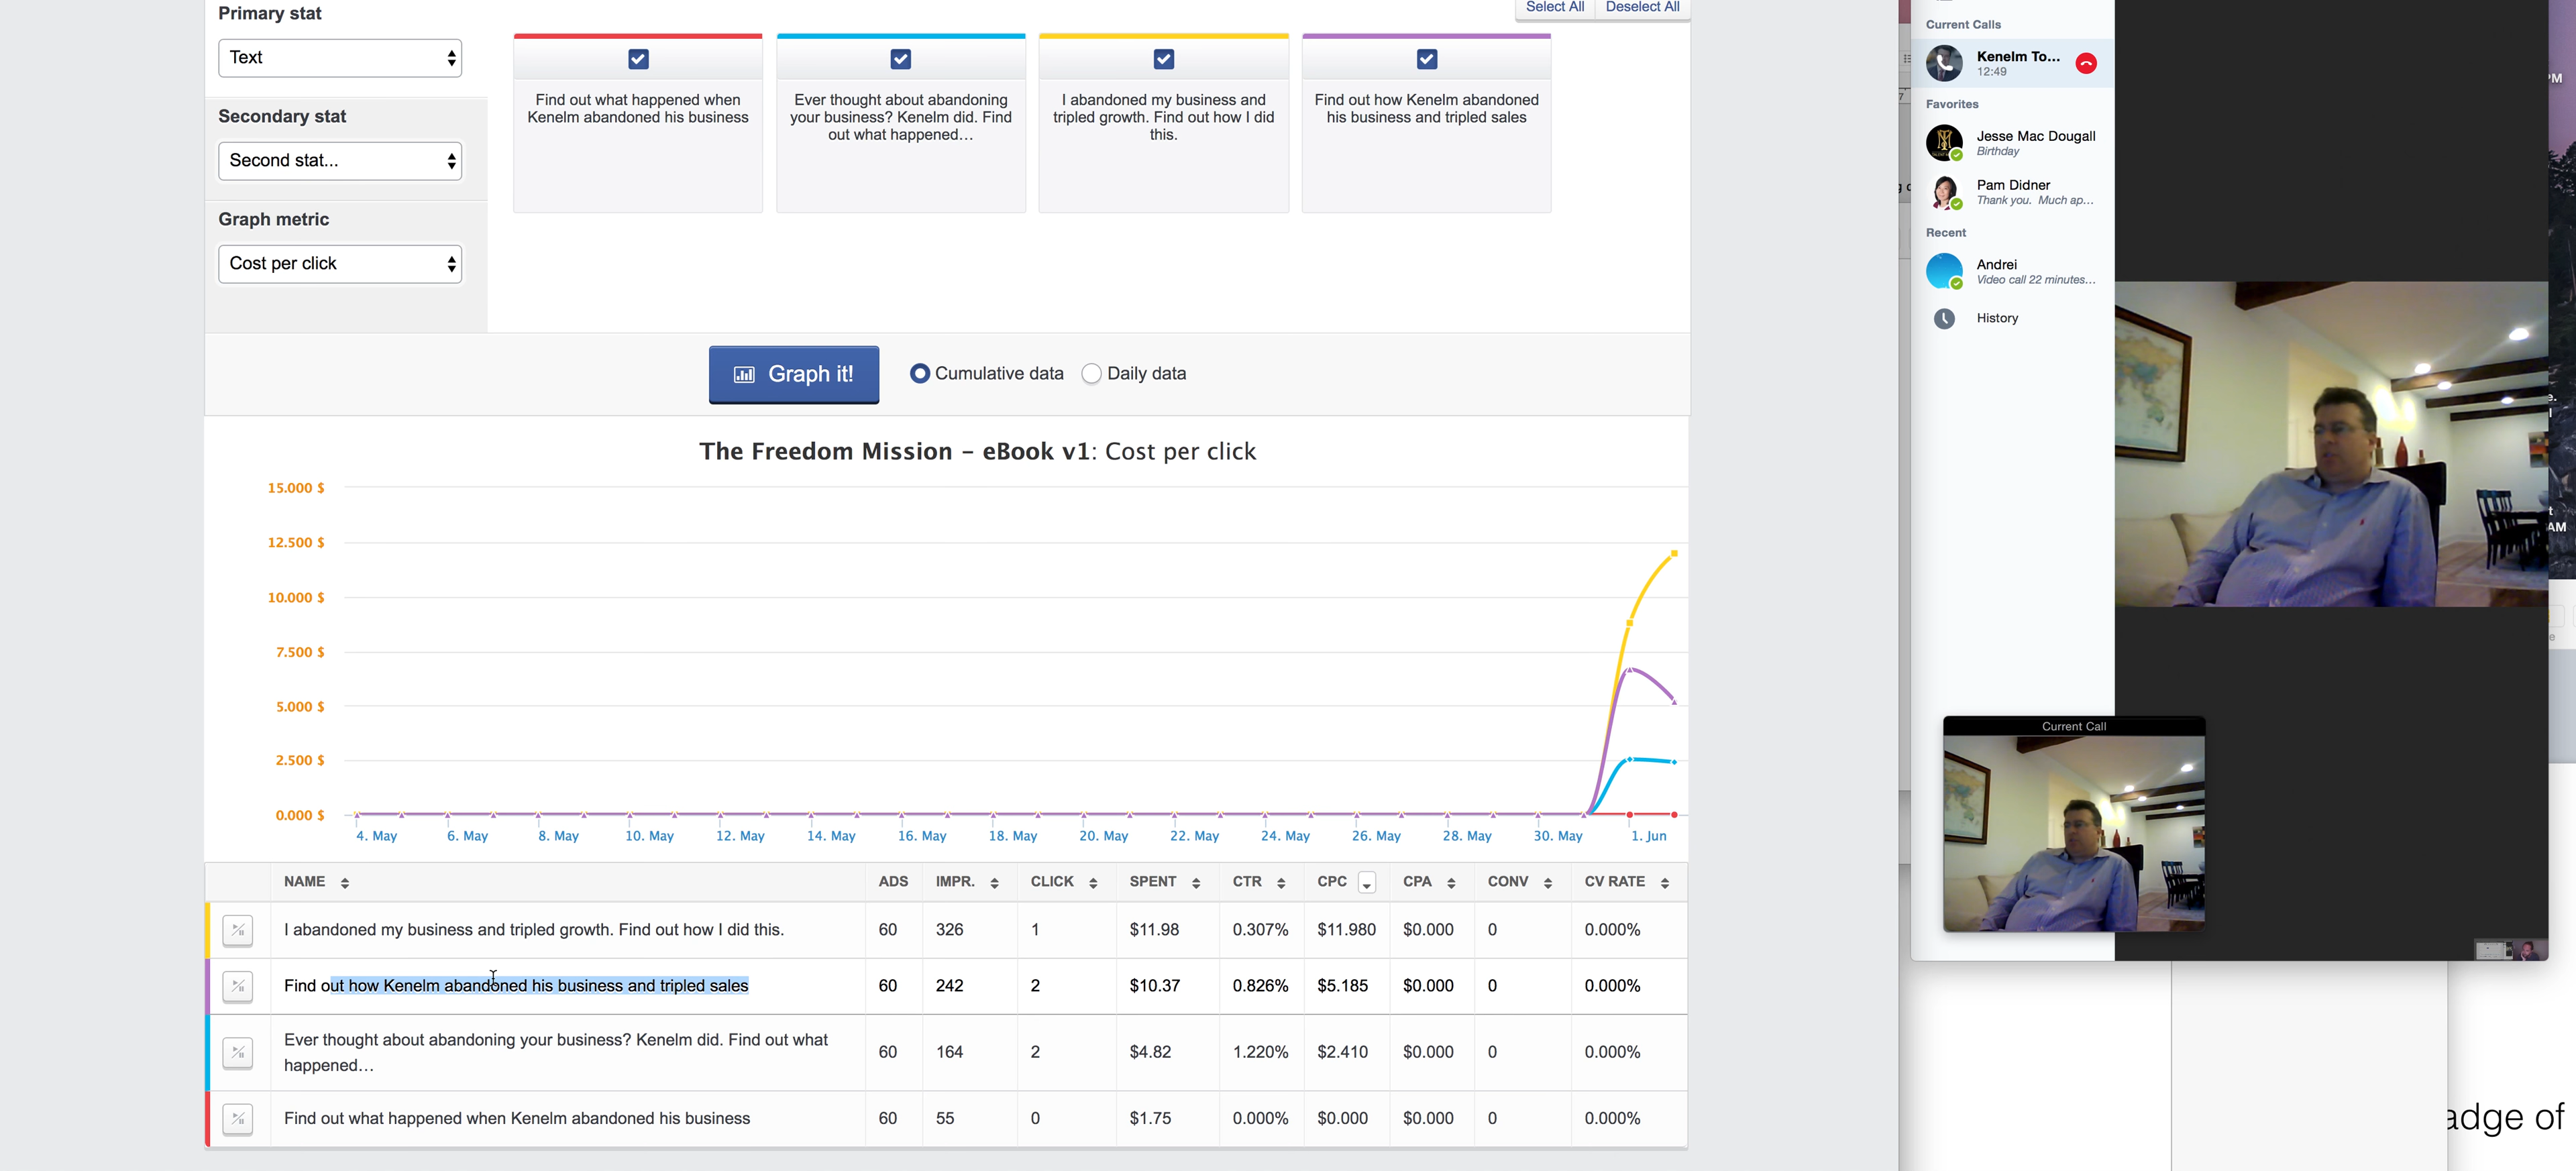 Primary stat
Text
Secondary stat
Second stat...
Graph metric
Cost per click
Select All Deselect All
Find out what happened when
Kenelm abandoned his business
Ever thought about abandoning
your business? Kenelm did. Find
out what happened...
I abandoned my business and
tripled growth. Find out how I did
this.
Find out how Kenelm abandoned
his business and tripled sales
Graph it!
Cumulative data
Daily data
The Freedom Mission – eBook v1: Cost per click
15.000 $
12.500 $
10.000 $
7.500 $
5.000 $
2.500 $
0.000 $
4. May 6. May 8. May 10. May 12. May 14. May 16. May 18. May 20. May 22. May 24. May 26. May 28. May 30. May 1. Jun
NAME ADS IMPR. CLICK SPENT CTR CPC CPA CONV CV RATE
I abandoned my business and tripled growth. Find out how I did this. 60 326 1 $11.98 0.307% $11.980 $0.000 0 0.000%
Find out how Kenelm abandoned his business and tripled sales 60 242 2 $10.37 0.826% $5.185 $0.000 0 0.000%
Ever thought about abandoning your business? Kenelm did. Find out what
happened... 60 164 2 $4.82 1.220% $2.410 $0.000 0 0.000%
Find out what happened when Kenelm abandoned his business 60 55 0 $1.75 0.000% $0.000 $0.000 0 0.000%
Current Calls
Kenelm To...
12:49
Favorites
Jesse Mac Dougall
Birthday
Pam Didner
Thank you. Much ap...
Recent
Andrei
Video call 22 minutes...
History
Current Call
AM
adge of